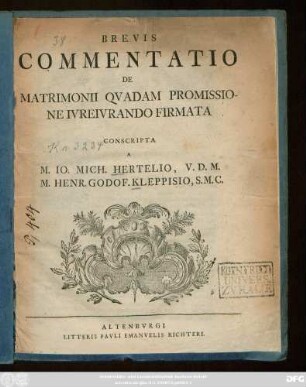 38
BREVIS
COMMENTATIO
DE
MATRIMONII QVADAM PROMISSIO-
NE IVREIVRANDO FIRMATA
CONSCRIPTA
A
M. IO. MICH. HERTELIO, V. D. M.
M. HENR. GODOF. KLEPPISIO, S. M. C.
ALTENBVRGI
LITTERIS PAVLI EMANVELIS RICHTERI.